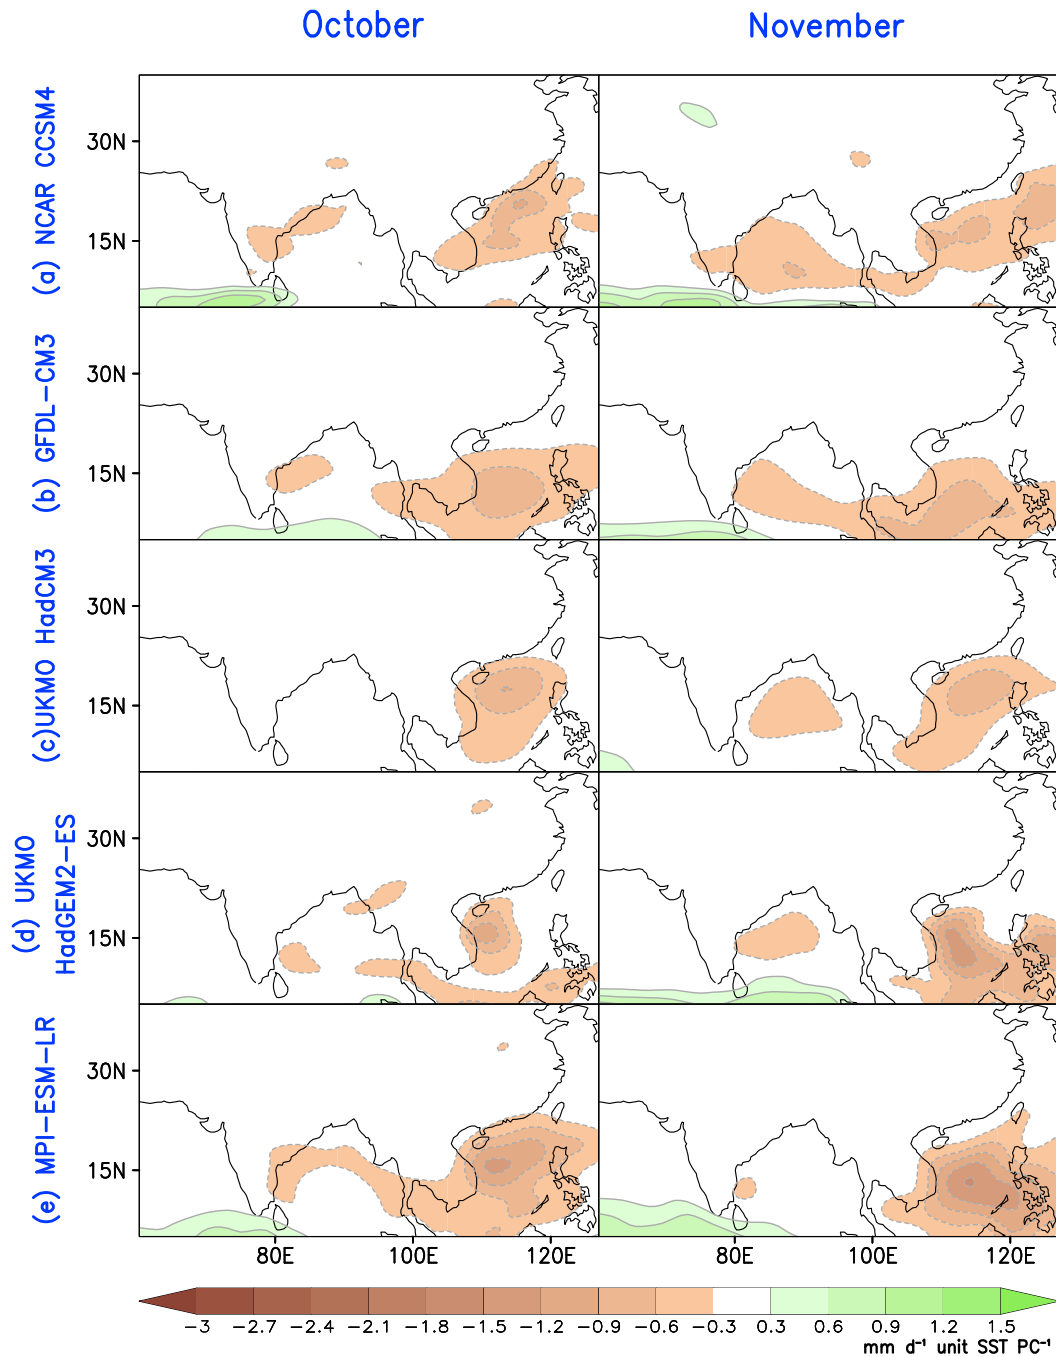 October November
(a) NCAR CCSM4
30N
15N
(b) GFDL-CM3
30N
15N
(c)UKMO HadCM3
30N
15N
(d) UKMO
HadGEM2-ES
30N
15N
(e) MPI-ESM-LR
30N
15N
80E 100E 120E 80E 100E 120E
-3 -2.7 -2.4 -2.1 -1.8 -1.5 -1.2 -0.9 -0.6 -0.3 0.3 0.6 0.9 1.2 1.5
mm d⁻¹ unit SST PC⁻¹